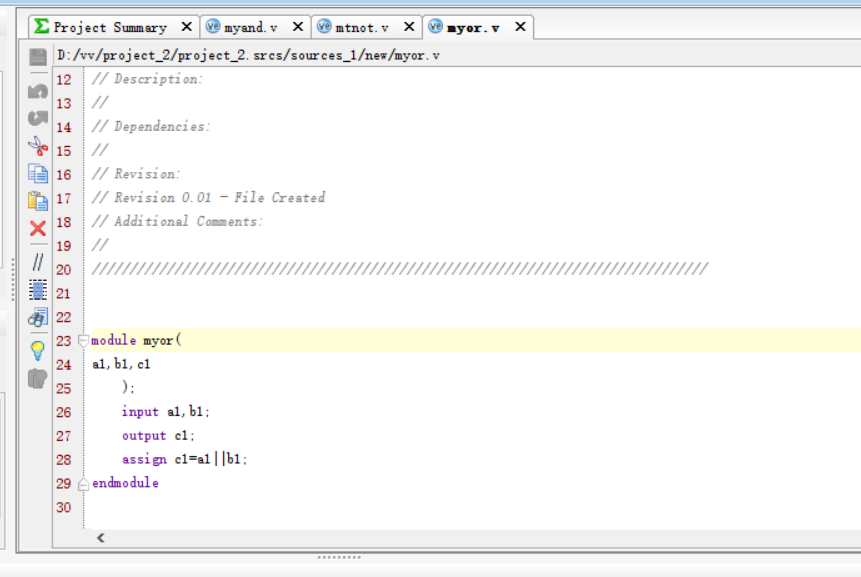 Project Summary × myand.v × mtnot.v × myor.v ×
D:/vv/project_2/project_2.srcs/sources_1/new/myor.v
12 // Description:
13 //
14 // Dependencies:
15 //
16 // Revision:
17 // Revision 0.01 - File Created
18 // Additional Comments:
19 //
20 //////////////////////////////////////////////////////////////////////////////////
21
22
23 module myor(
24 a1,b1,c1
25 );
26 input a1,b1;
27 output c1;
28 assign c1=a1||b1;
29 endmodule
30